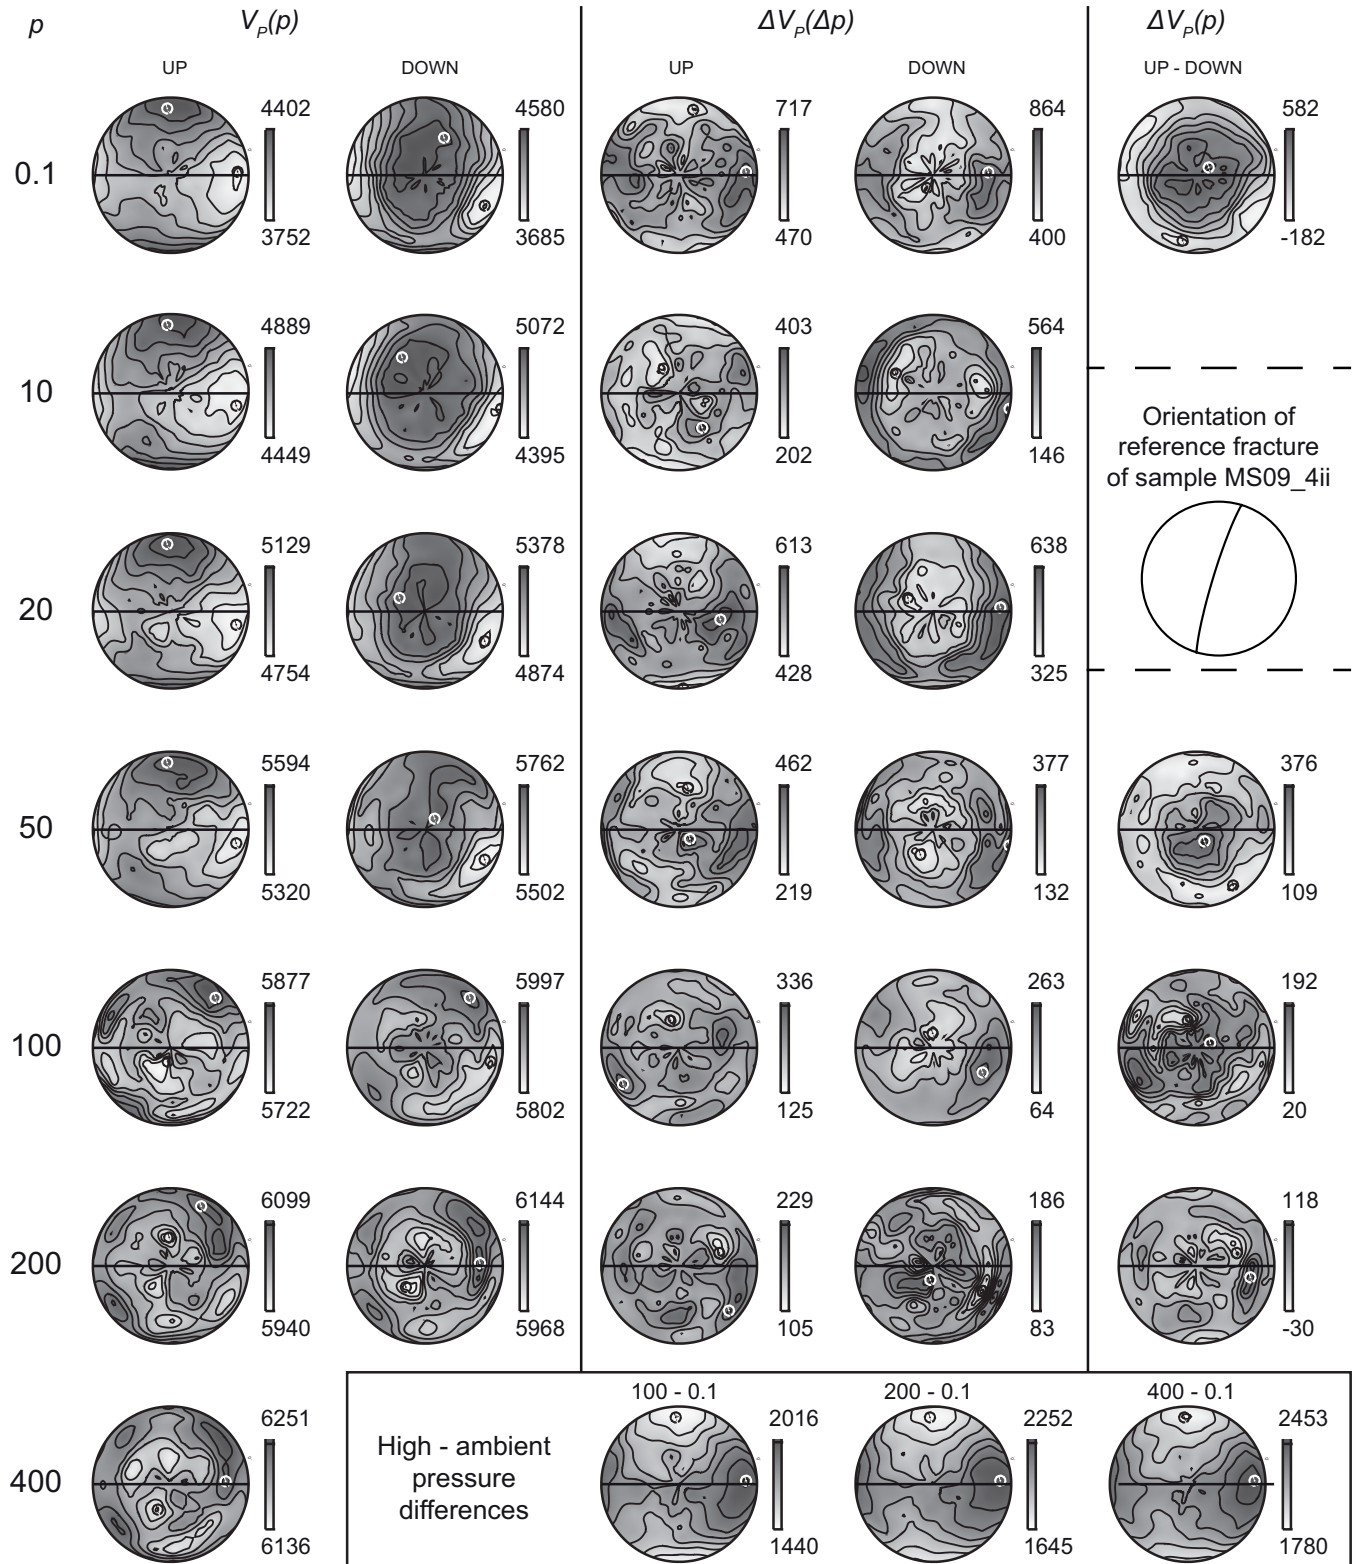 p V_P(p) ΔV_P(Δp) ΔV_P(p)
UP DOWN UP DOWN UP - DOWN
4402 4580 717 864 582
0.1
3752 3685 470 400 -182
4889 5072 403 564
10
4449 4395 202 146
Orientation of
reference fracture
of sample MS09_4ii
5129 5378 613 638
20
4754 4874 428 325
5594 5762 462 377 376
50
5320 5502 219 132 109
5877 5997 336 263 192
100
5722 5802 125 64 20
6099 6144 229 186 118
200
5940 5968 105 83 -30
100 - 0.1 200 - 0.1 400 - 0.1
6251 2016 2252 2453
400
High - ambient
pressure
differences
6136 1440 1645 1780